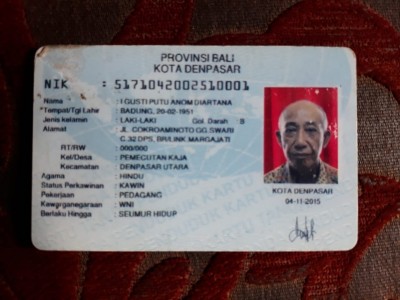 PROVINSI BALI
KOTA DENPASAR
NIK : 5171042002510001
Nama : I GUSTI PUTU ANOM DIARTANA
Tempat/Tgl Lahir : BADUNG, 20-02-1951
Jenis kelamin : LAKI-LAKI Gol. Darah : B
Alamat : JL. COKROAMINOTO GG.SWARI
C.32 DPS, BR/LINK MARGAJATI
RT/RW : 000/000
Kel/Desa : PEMECUTAN KAJA
Kecamatan : DENPASAR UTARA
Agama : HINDU
Status Perkawinan : KAWIN
Pekerjaan : PEDAGANG
Kewarganegaraan : WNI
Berlaku Hingga : SEUMUR HIDUP
KOTA DENPASAR
04-11-2015